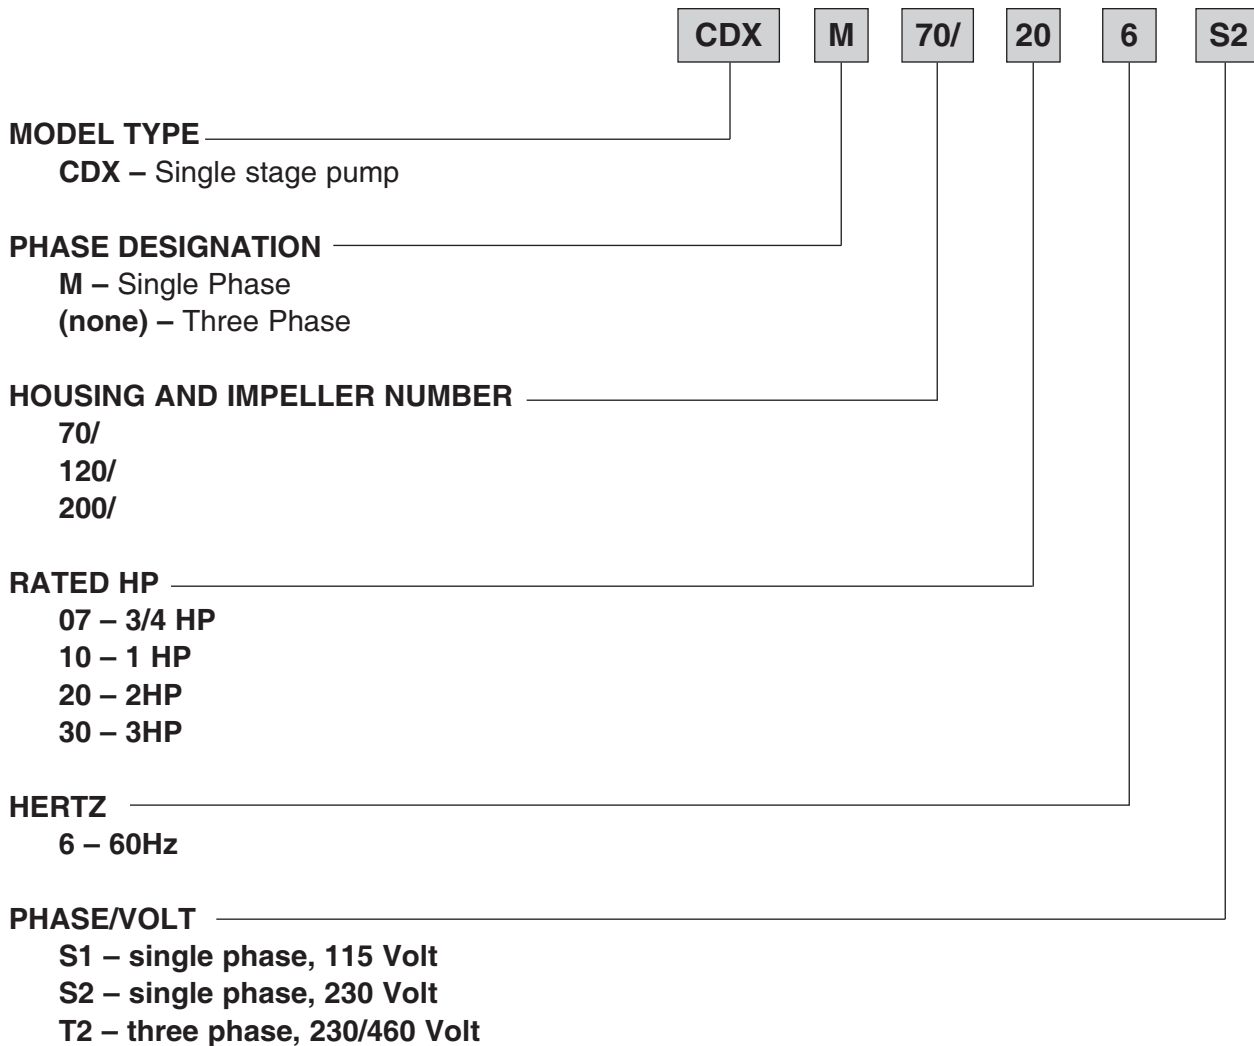 CDX M 70/ 20 6 S2
MODEL TYPE
CDX – Single stage pump
PHASE DESIGNATION
M – Single Phase
(none) – Three Phase
HOUSING AND IMPELLER NUMBER
70/
120/
200/
RATED HP
07 – 3/4 HP
10 – 1 HP
20 – 2HP
30 – 3HP
HERTZ
6 – 60Hz
PHASE/VOLT
S1 – single phase, 115 Volt
S2 – single phase, 230 Volt
T2 – three phase, 230/460 Volt